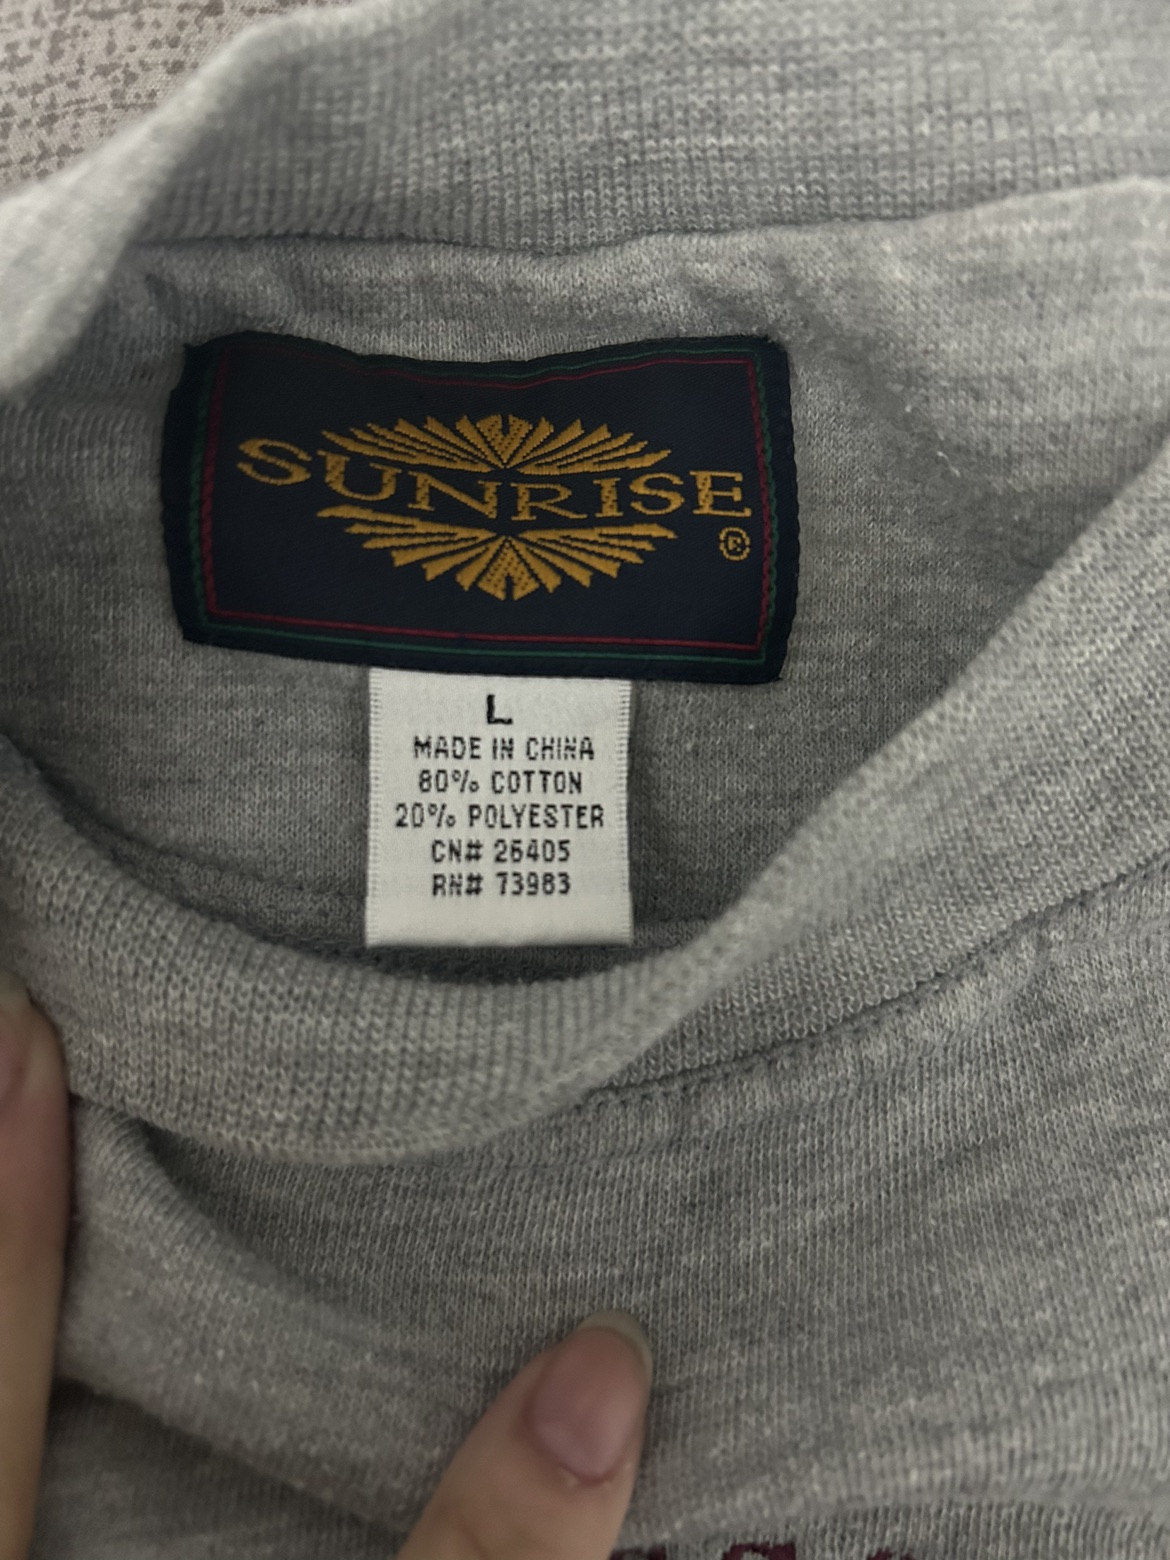 SUNRISE
®
L
MADE IN CHINA
80% COTTON
20% POLYESTER
CN# 26405
RN# 73983